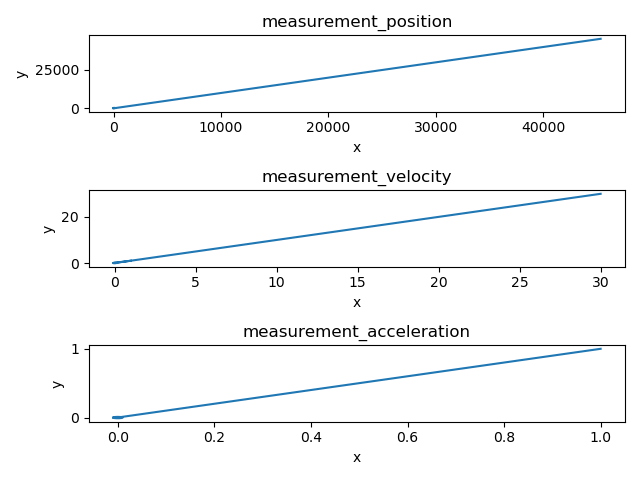 measurement_position
25000
0
y
0 10000 20000 30000 40000
x
measurement_velocity
20
0
y
0 5 10 15 20 25 30
x
measurement_acceleration
1
0
y
0.0 0.2 0.4 0.6 0.8 1.0
x